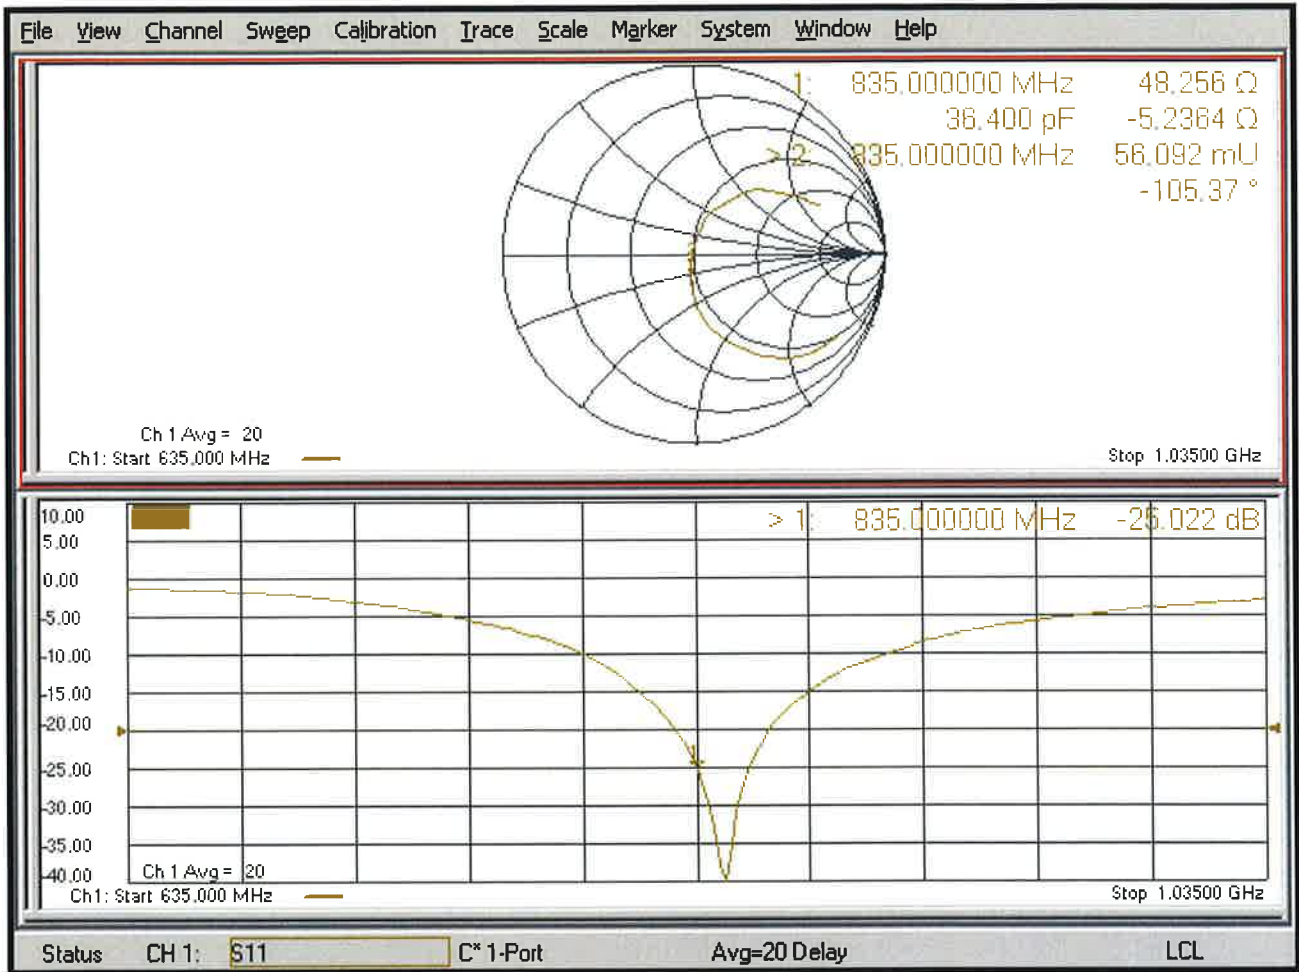 File View Channel Sweep Calibration Trace Scale Marker System Window Help
1: 835.000000 MHz 48.256 Ω
36.400 pF -5.2364 Ω
> 2: 835.000000 MHz 56.092 mU
-105.37 °
Ch 1 Avg = 20
Ch1: Start 635.000 MHz
Stop 1.03500 GHz
10.00
> 1: 835.000000 MHz -25.022 dB
5.00
0.00
-5.00
-10.00
-15.00
-20.00
1
-25.00
-30.00
-35.00
-40.00
Ch 1 Avg = 20
Ch1: Start 635.000 MHz
Stop 1.03500 GHz
Status CH 1: S11 C* 1-Port Avg=20 Delay LCL